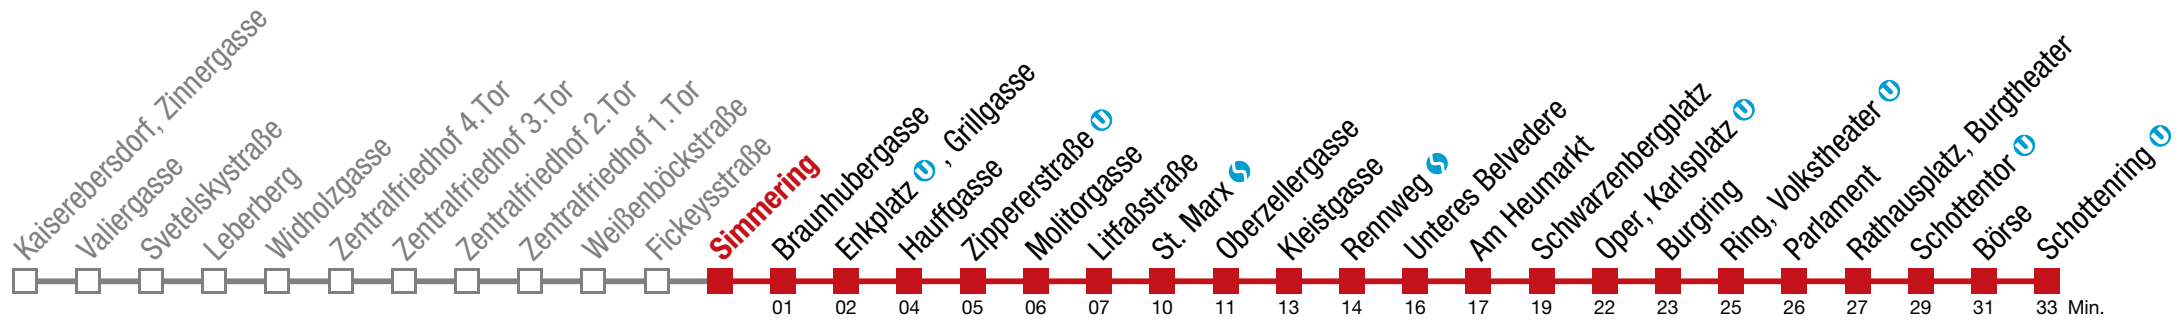 Kaiserebersdorf, Zinnergasse
Valiergasse
Svetelskystraße
Leberberg
Widholzgasse
Zentralfriedhof 4.Tor
Zentralfriedhof 3.Tor
Zentralfriedhof 2.Tor
Zentralfriedhof 1.Tor
Weißenböckstraße
Fickeysstraße
Simmering
Braunhubergasse
Enkplatz U , Grillgasse
Hauffgasse
Zippererstraße U
Molitorgasse
Litfaßstraße
St. Marx S
Oberzellergasse
Kleistgasse
Rennweg S
Unteres Belvedere
Am Heumarkt
Schwarzenbergplatz
Oper, Karlsplatz U
Burgring
Ring, Volkstheater U
Parlament
Rathausplatz, Burgtheater
Schottentor U
Börse
Schottenring U
01 02 04 05 06 07 10 11 13 14 16 17 19 22 23 25 26 27 29 31 33 Min.